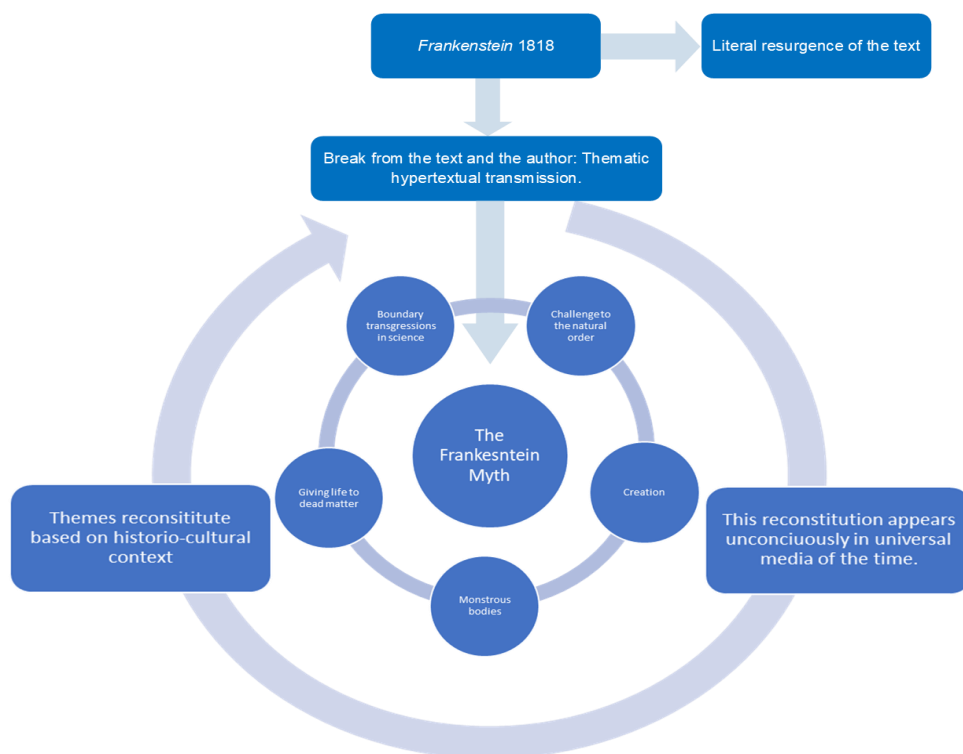 Frankenstein 1818
Literal resurgence of the text
Break from the text and the author: Thematic
hypertextual transmission.
Boundary
transgressions
in science
Challenge to
the natural
order
The
Frankesntein
Myth
Giving life to
dead matter
Creation
Themes reconsititute
based on historio-cultural
context
This reconstitution appears
unconciuously in universal
media of the time.
Monstrous
bodies